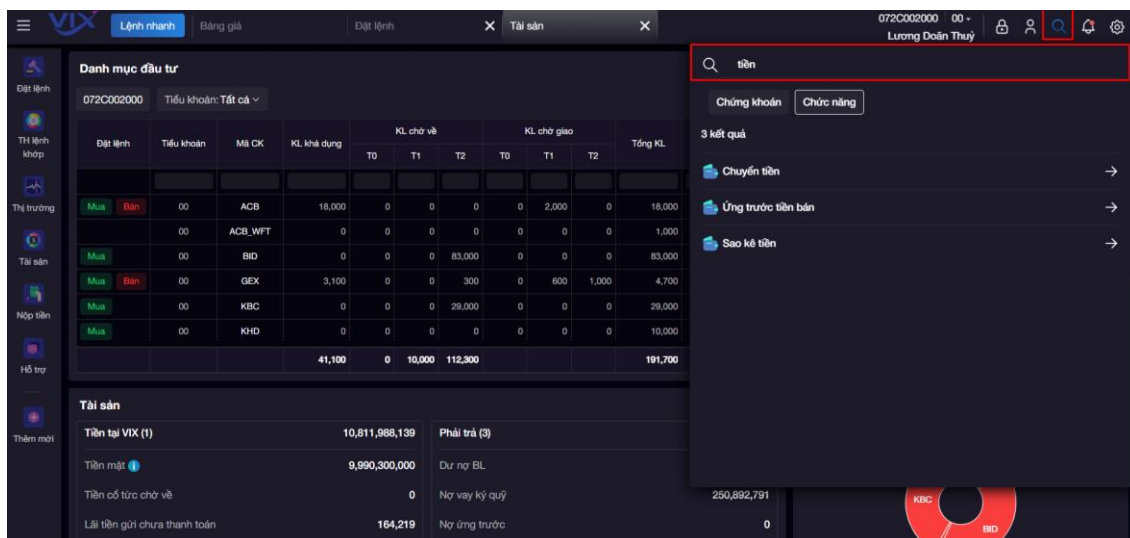 VIX Lệnh nhanh Bảng giá Đặt lệnh Tài sản 072C002000 00
Lương Doãn Thuý
Đặt lệnh
TH lệnh khớp
Thị trường
Tài sản
Nộp tiền
Hỗ trợ
Thêm mới
Danh mục đầu tư
072C002000 Tiểu khoản: Tất cả
Đặt lệnh Tiểu khoản Mã CK KL khả dụng KL chờ về KL chờ giao Tổng KL
T0 T1 T2 T0 T1 T2
Mua Bán 00 ACB 18,000 0 0 0 0 2,000 0 18,000
00 ACB_WFT 0 0 0 0 0 0 0 1,000
Mua 00 BID 0 0 0 83,000 0 0 0 83,000
Mua Bán 00 GEX 3,100 0 0 300 0 600 1,000 4,700
Mua 00 KBC 0 0 0 29,000 0 0 0 29,000
Mua 00 KHD 0 0 0 0 0 0 0 10,000
41,100 0 10,000 112,300 191,700
Tài sản
Tiền tại VIX (1) 10,811,988,139 Phải trả (3)
Tiền mặt 9,990,300,000 Dư nợ BL
Tiền cổ tức chờ về 0 Nợ vay ký quỹ 250,892,791
Lãi tiền gửi chưa thanh toán 164,219 Nợ ứng trước 0
tiền
Chứng khoán Chức năng
3 kết quả
Chuyển tiền
Ứng trước tiền bán
Sao kê tiền
KBC
BID